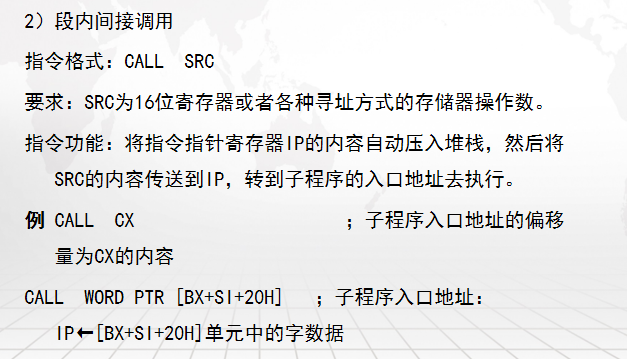 2）段内间接调用
指令格式：CALL  SRC
要求：SRC为16位寄存器或者各种寻址方式的存储器操作数。
指令功能：将指令指针寄存器IP的内容自动压入堆栈，然后将
SRC的内容传送到IP，转到子程序的入口地址去执行。
例 CALL  CX ；子程序入口地址的偏移
量为CX的内容
CALL  WORD PTR [BX+SI+20H] ；子程序入口地址：
IP←[BX+SI+20H]单元中的字数据